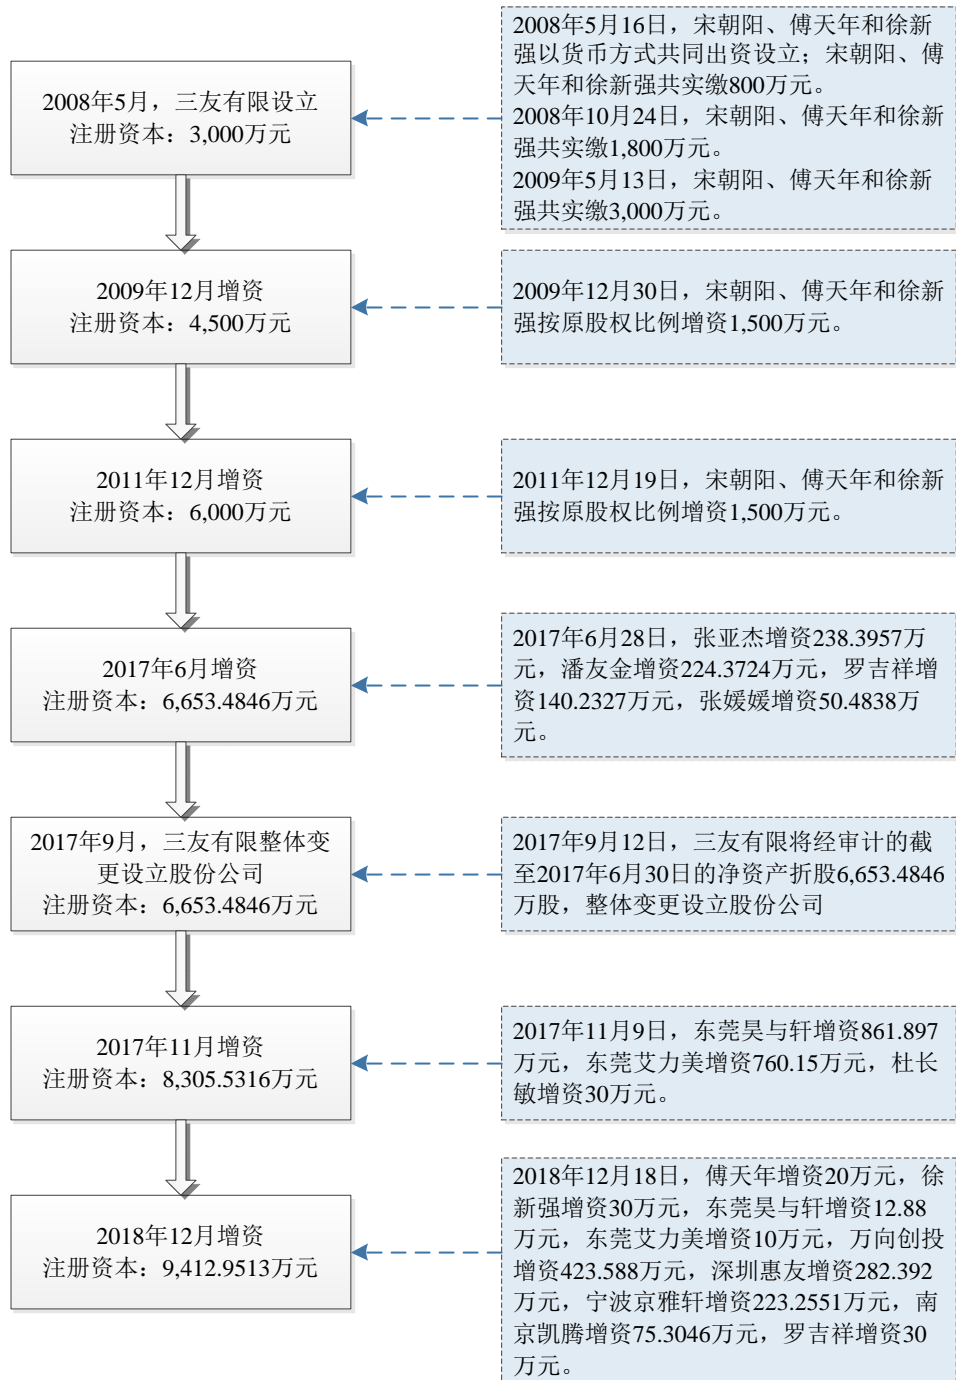 2008年5月，三友有限设立
注册资本：3,000万元
2008年5月16日，宋朝阳、傅天年和徐新
强以货币方式共同出资设立；宋朝阳、傅
天年和徐新强共实缴800万元。
2008年10月24日，宋朝阳、傅天年和徐新
强共实缴1,800万元。
2009年5月13日，宋朝阳、傅天年和徐新
强共实缴3,000万元。
2009年12月增资
注册资本：4,500万元
2009年12月30日，宋朝阳、傅天年和徐新
强按原股权比例增资1,500万元。
2011年12月增资
注册资本：6,000万元
2011年12月19日，宋朝阳、傅天年和徐新
强按原股权比例增资1,500万元。
2017年6月增资
注册资本：6,653.4846万元
2017年6月28日，张亚杰增资238.3957万
元，潘友金增资224.3724万元，罗吉祥增
资140.2327万元，张媛媛增资50.4838万
元。
2017年9月，三友有限整体变
更设立股份公司
注册资本：6,653.4846万元
2017年9月12日，三友有限将经审计的截
至2017年6月30日的净资产折股6,653.4846
万股，整体变更设立股份公司
2017年11月增资
注册资本：8,305.5316万元
2017年11月9日，东莞昊与轩增资861.897
万元，东莞艾力美增资760.15万元，杜长
敏增资30万元。
2018年12月增资
注册资本：9,412.9513万元
2018年12月18日，傅天年增资20万元，徐
新强增资30万元，东莞昊与轩增资12.88
万元，东莞艾力美增资10万元，万向创投
增资423.588万元，深圳惠友增资282.392
万元，宁波京雅轩增资223.2551万元，南
京凯腾增资75.3046万元，罗吉祥增资30
万元。